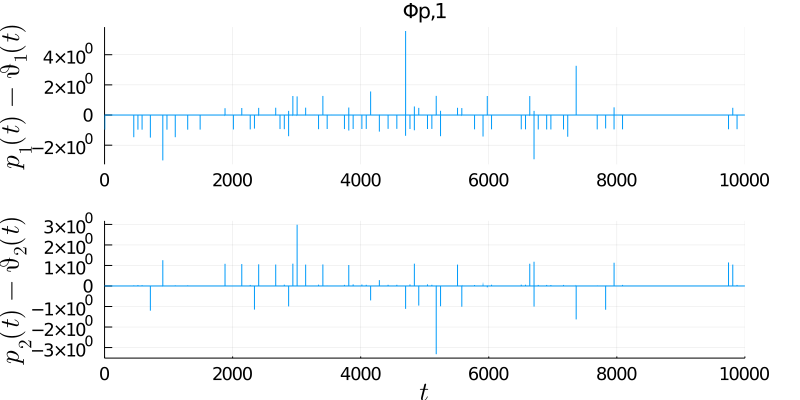 Φp,1
p₁(t) − ϑ₁(t)
4×10⁰
2×10⁰
0
−2×10⁰
0 2000 4000 6000 8000 10000
p₂(t) − ϑ₂(t)
3×10⁰
2×10⁰
1×10⁰
0
−1×10⁰
−2×10⁰
−3×10⁰
0 2000 4000 6000 8000 10000
t